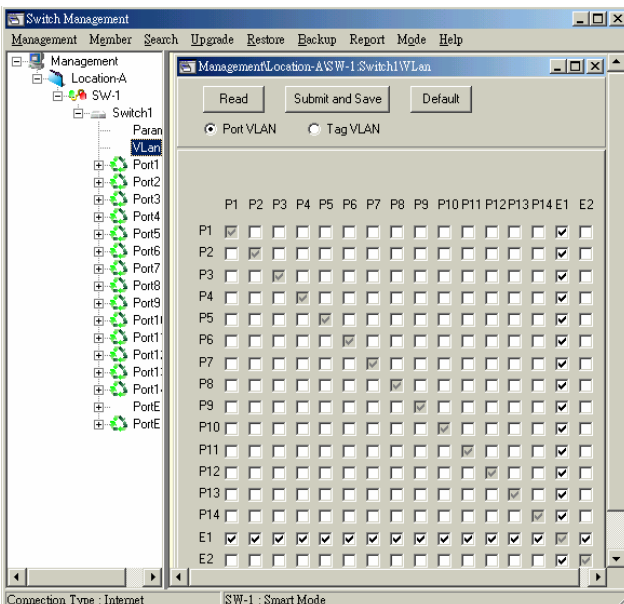 Switch Management
Management Member Search Upgrade Restore Backup Report Mode Help
Management
Location-A
SW-1
Switch1
Param
VLan
Port1
Port2
Port3
Port4
Port5
Port6
Port7
Port8
Port9
Port1
Port1
Port1
Port1
Port1
PortE
PortE
Management\Location-A\SW-1:Switch1\VLan
Read Submit and Save Default
Port VLAN Tag VLAN
P1 P2 P3 P4 P5 P6 P7 P8 P9 P10 P11 P12 P13 P14 E1 E2
P1
P2
P3
P4
P5
P6
P7
P8
P9
P10
P11
P12
P13
P14
E1
E2
Connection Type : Internet SW-1 : Smart Mode